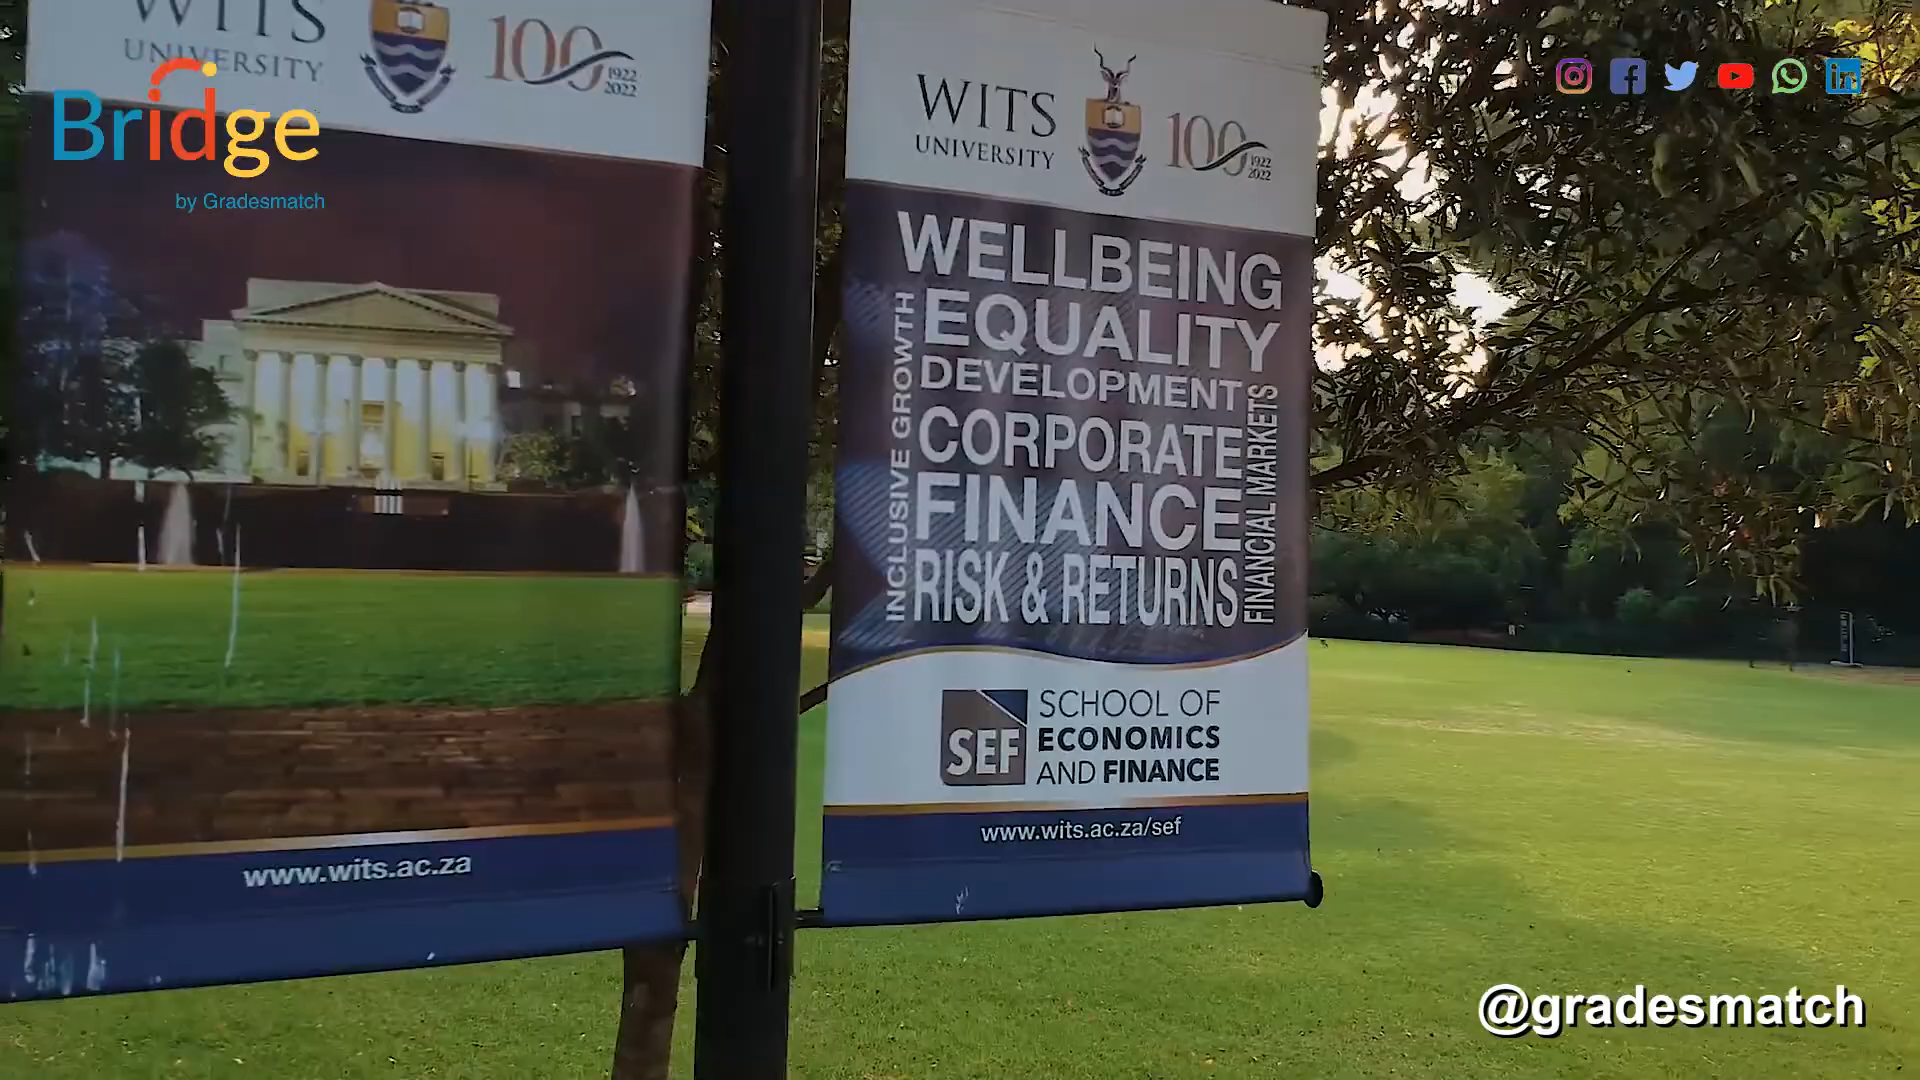 WITS
UNIVERSITY
100
1922
2022
Bridge
by Gradesmatch
www.wits.ac.za
WITS
UNIVERSITY
100
1922
2022
WELLBEING
EQUALITY
DEVELOPMENT
CORPORATE
FINANCE
RISK & RETURNS
INCLUSIVE GROWTH
FINANCIAL MARKETS
SEF
SCHOOL OF
ECONOMICS
AND FINANCE
www.wits.ac.za/sef
@gradesmatch